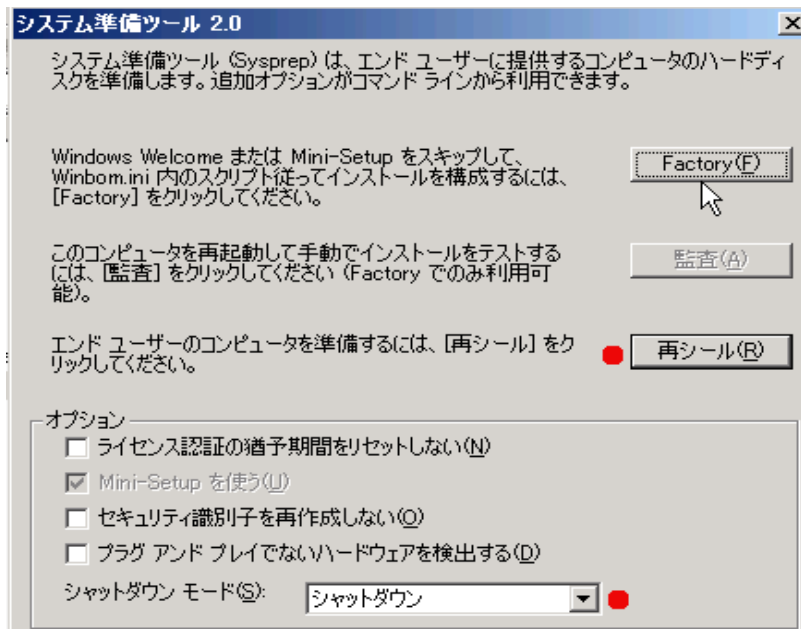 システム準備ツール 2.0
システム準備ツール (Sysprep) は、エンド ユーザーに提供するコンピュータのハードディ
スクを準備します。追加オプションがコマンド ラインから利用できます。
Windows Welcome または Mini-Setup をスキップして、
Winbom.ini 内のスクリプト従ってインストールを構成するには、
[Factory] をクリックしてください。
Factory(F)
このコンピュータを再起動して手動でインストールをテストする
には、[監査] をクリックしてください (Factory でのみ利用可
能)。
監査(A)
エンド ユーザーのコンピュータを準備するには、[再シール] をク
リックしてください。
再シール(R)
オプション
ライセンス認証の猶予期間をリセットしない(N)
Mini-Setup を使う(U)
セキュリティ識別子を再作成しない(O)
プラグ アンド プレイでないハードウェアを検出する(D)
シャットダウン モード(S):
シャットダウン